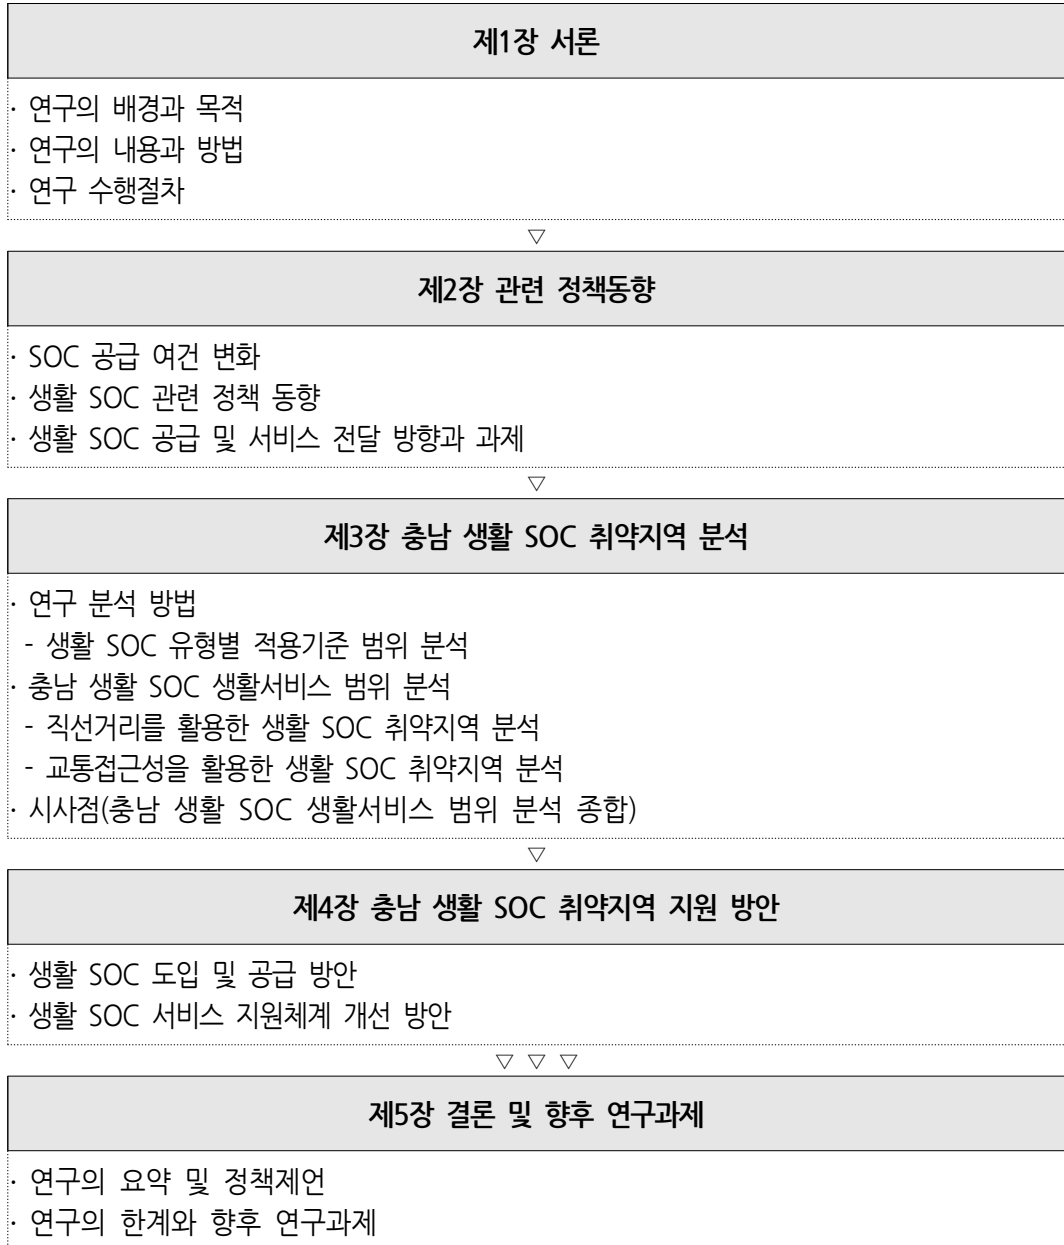 제1장 서론
· 연구의 배경과 목적
· 연구의 내용과 방법
· 연구 수행절차
▽
제2장 관련 정책동향
· SOC 공급 여건 변화
· 생활 SOC 관련 정책 동향
· 생활 SOC 공급 및 서비스 전달 방향과 과제
▽
제3장 충남 생활 SOC 취약지역 분석
· 연구 분석 방법
- 생활 SOC 유형별 적용기준 범위 분석
· 충남 생활 SOC 생활서비스 범위 분석
- 직선거리를 활용한 생활 SOC 취약지역 분석
- 교통접근성을 활용한 생활 SOC 취약지역 분석
· 시사점(충남 생활 SOC 생활서비스 범위 분석 종합)
▽
제4장 충남 생활 SOC 취약지역 지원 방안
· 생활 SOC 도입 및 공급 방안
· 생활 SOC 서비스 지원체계 개선 방안
▽ ▽ ▽
제5장 결론 및 향후 연구과제
· 연구의 요약 및 정책제언
· 연구의 한계와 향후 연구과제